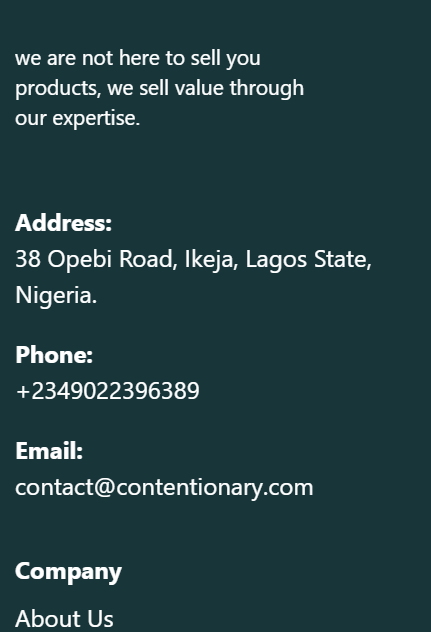 we are not here to sell you
products, we sell value through
our expertise.
Address:
38 Opebi Road, Ikeja, Lagos State,
Nigeria.
Phone:
+2349022396389
Email:
contact@contentionary.com
Company
About Us